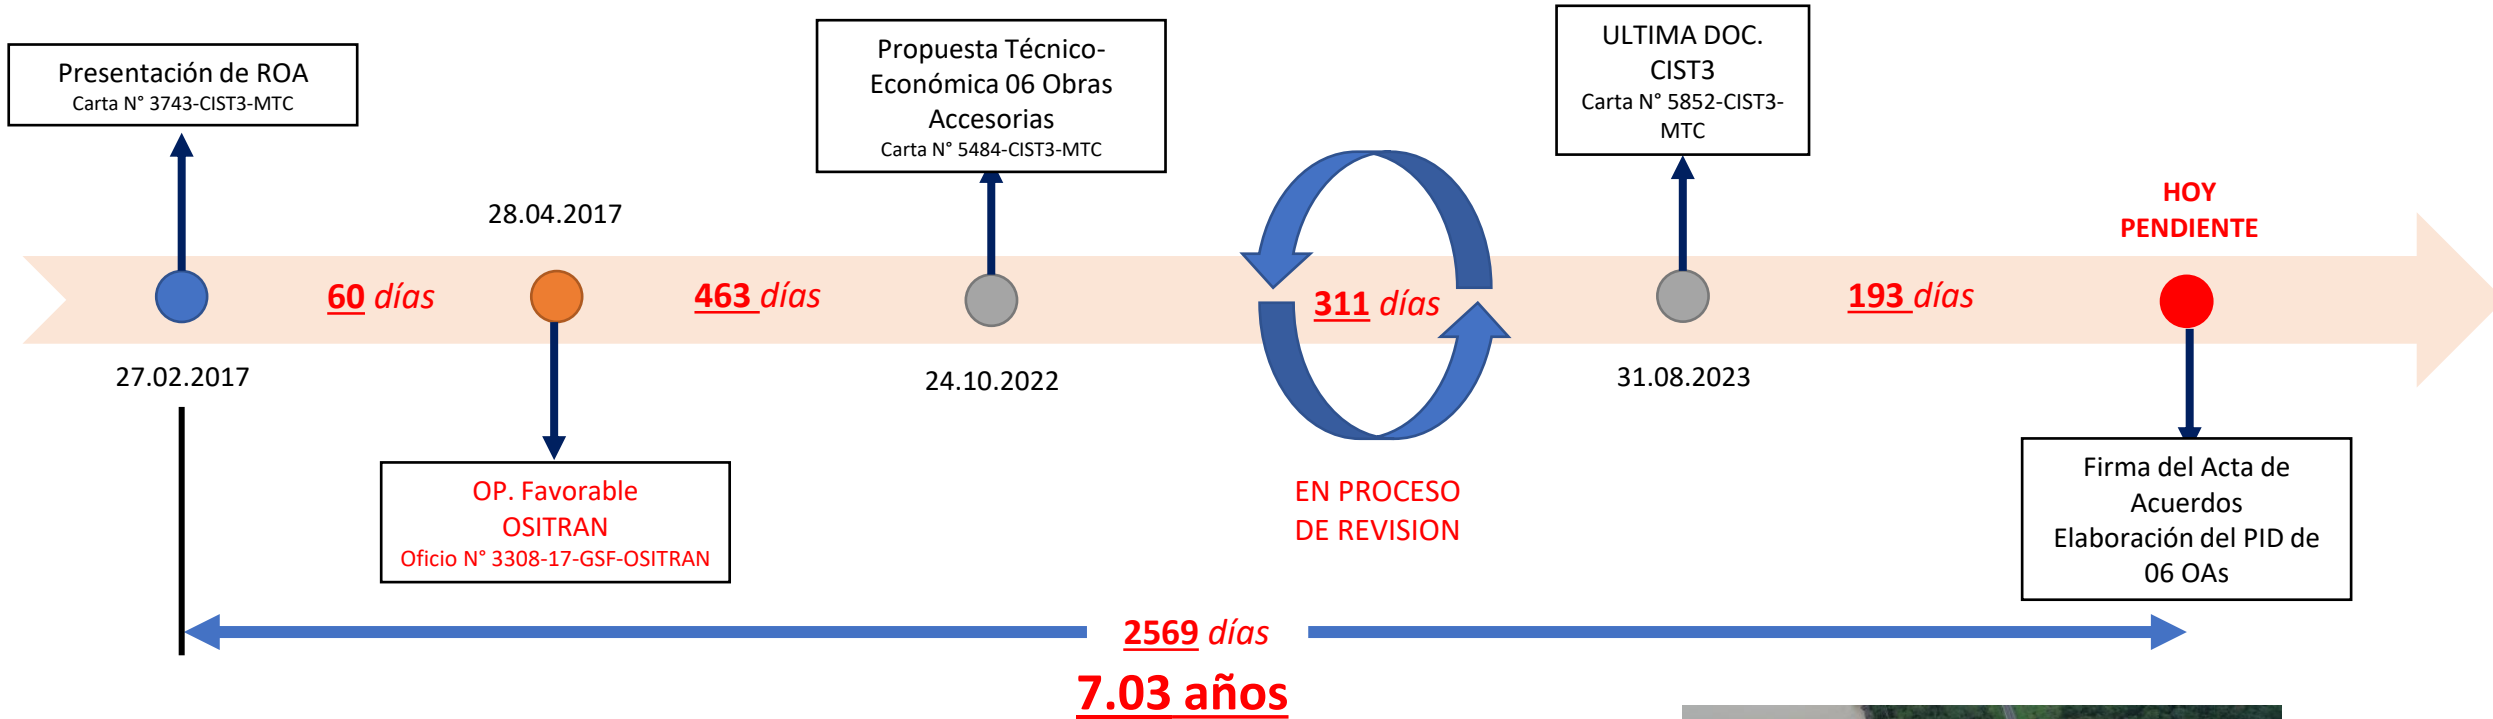 Presentación de ROA
Carta N° 3743-CIST3-MTC
Propuesta Técnico-
Económica 06 Obras
Accesorias
Carta N° 5484-CIST3-MTC
ULTIMA DOC.
CIST3
Carta N° 5852-CIST3-
MTC
HOY
PENDIENTE
28.04.2017
60 días
463 días
311 días
193 días
27.02.2017
24.10.2022
31.08.2023
OP. Favorable
OSITRAN
Oficio N° 3308-17-GSF-OSITRAN
EN PROCESO
DE REVISION
Firma del Acta de
Acuerdos
Elaboración del PID de
06 OAs
2569 días
7.03 años